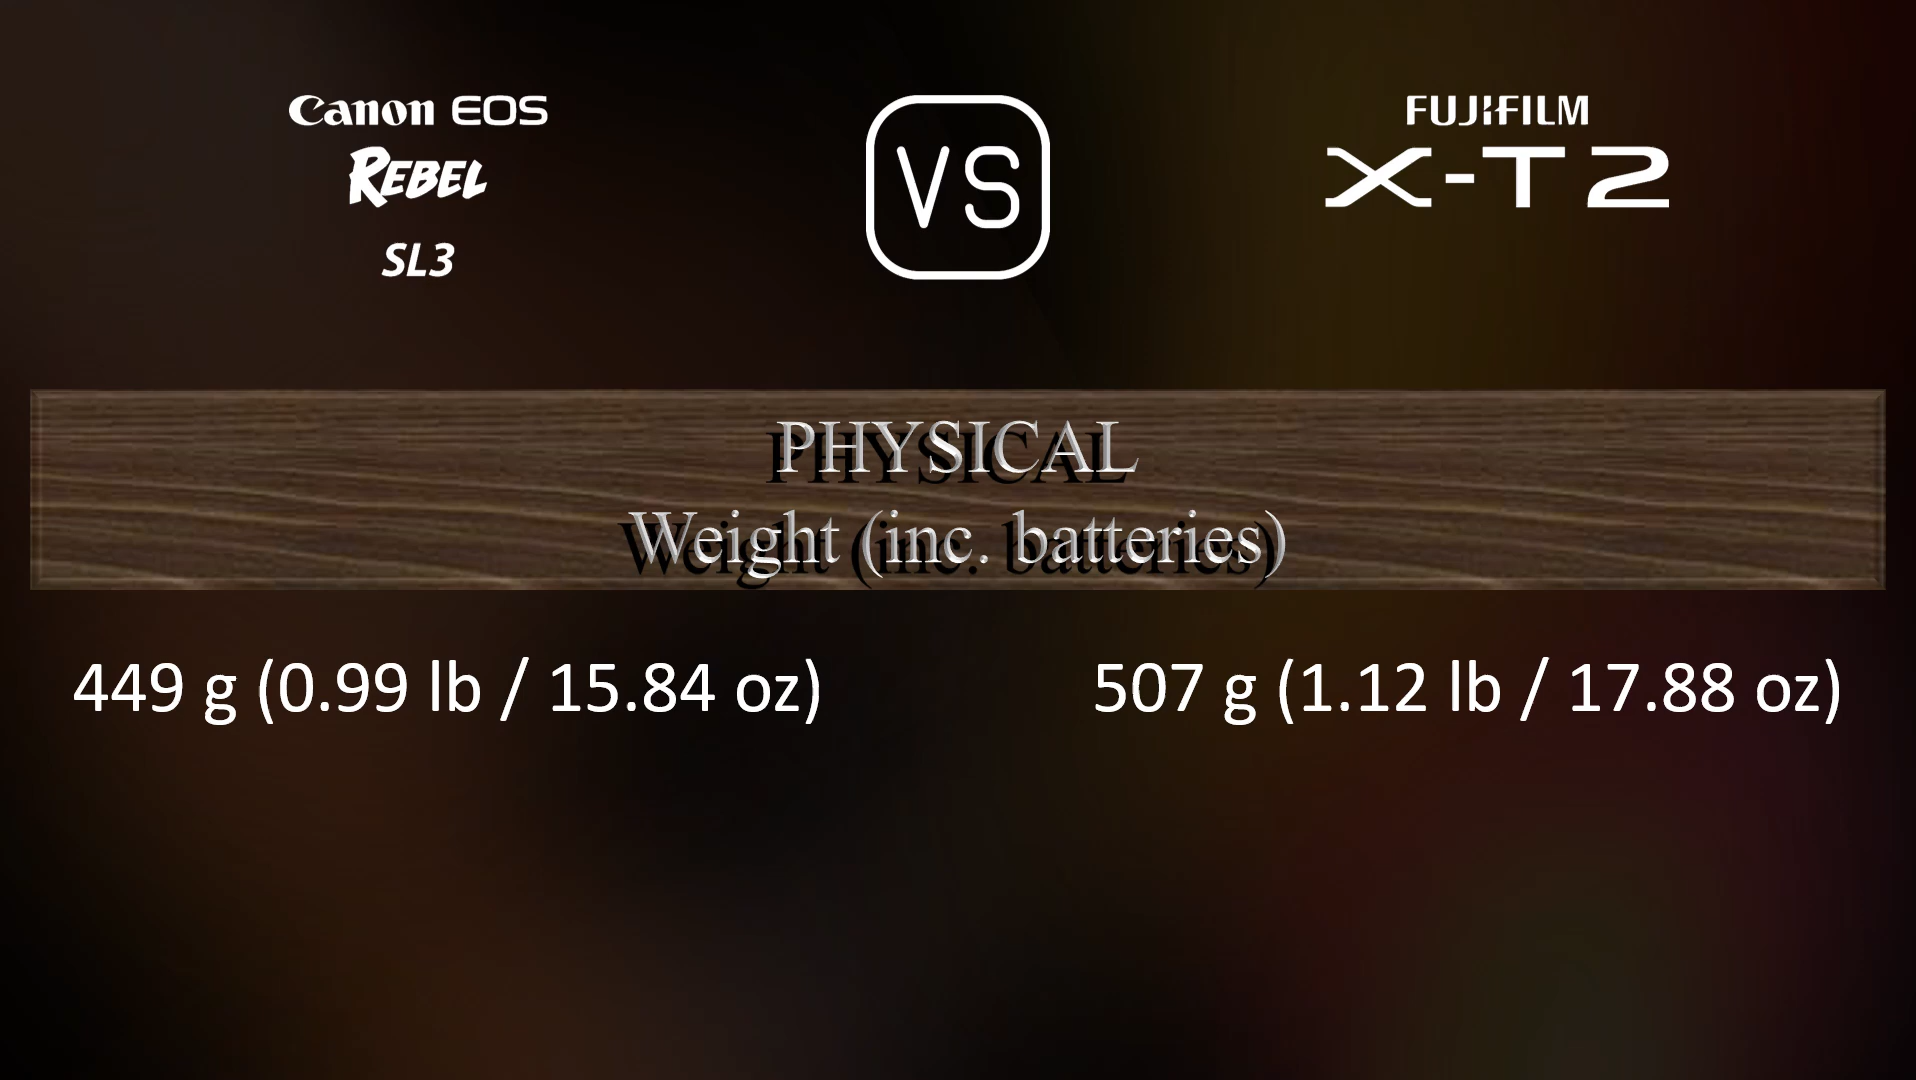 Canon EOS
REBEL
SL3
VS
FUJIFILM
X-T2
PHYSICAL
Weight (inc. batteries)
449 g (0.99 lb / 15.84 oz)
507 g (1.12 lb / 17.88 oz)